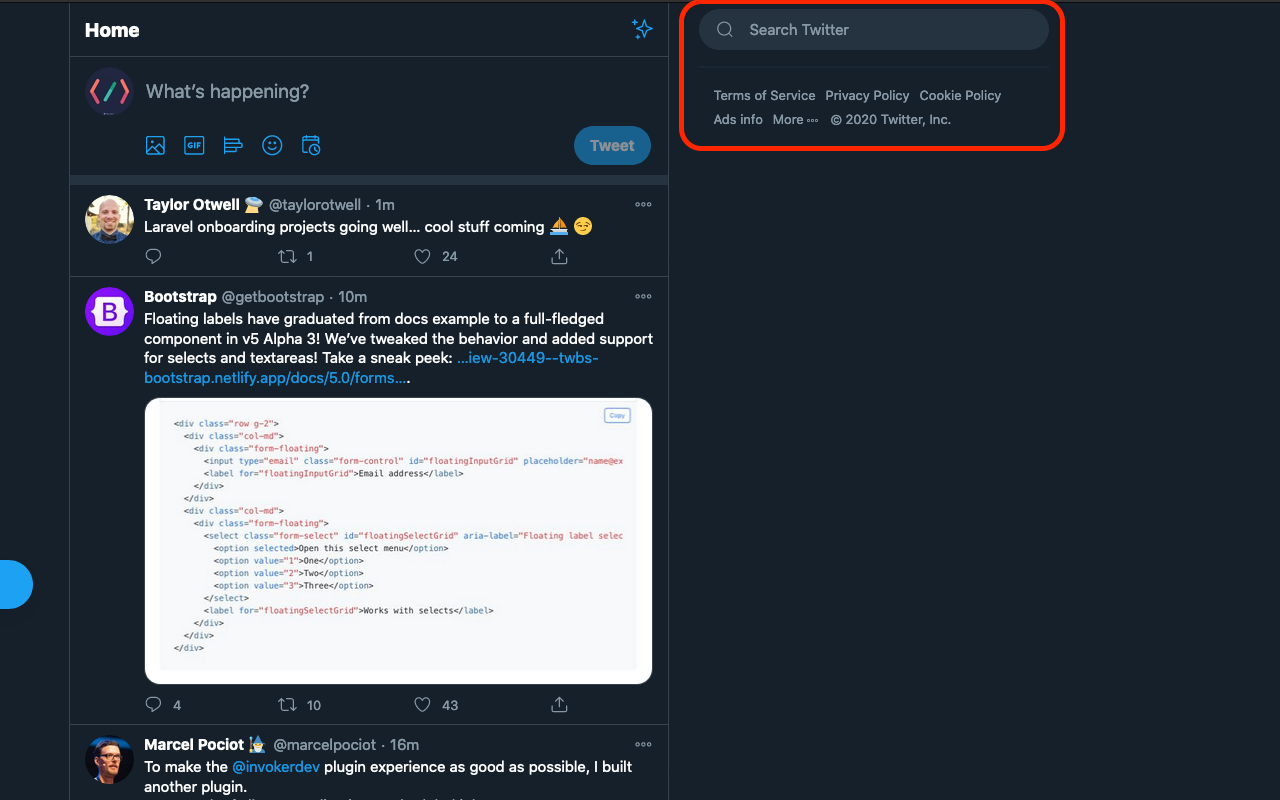 Home
What's happening?
GIF
Tweet
Taylor Otwell @taylorotwell · 1m
Laravel onboarding projects going well... cool stuff coming
1
24
Bootstrap @getbootstrap · 10m
Floating labels have graduated from docs example to a full-fledged
component in v5 Alpha 3! We've tweaked the behavior and added support
for selects and textareas! Take a sneak peek: ...iew-30449--twbs-
bootstrap.netlify.app/docs/5.0/forms....
Copy
<div class="row g-2">
  <div class="col-md">
    <div class="form-floating">
      <input type="email" class="form-control" id="floatingInputGrid" placeholder="name@ex
      <label for="floatingInputGrid">Email address</label>
    </div>
  </div>
  <div class="col-md">
    <div class="form-floating">
      <select class="form-select" id="floatingSelectGrid" aria-label="Floating label selec
        <option selected>Open this select menu</option>
        <option value="1">One</option>
        <option value="2">Two</option>
        <option value="3">Three</option>
      </select>
      <label for="floatingSelectGrid">Works with selects</label>
    </div>
  </div>
</div>
4
10
43
Marcel Pociot @marcelpociot · 16m
To make the @invokerdev plugin experience as good as possible, I built
another plugin.
Search Twitter
Terms of Service Privacy Policy Cookie Policy
Ads info More ••• © 2020 Twitter, Inc.